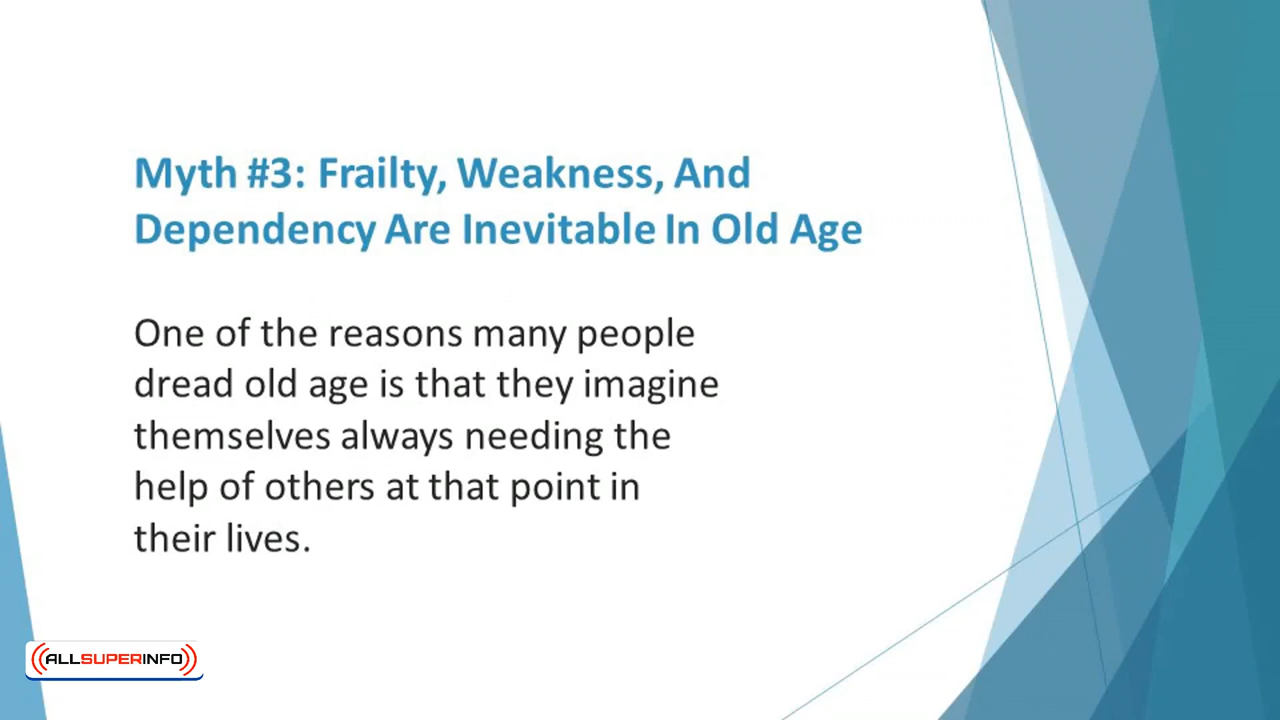 Myth #3: Frailty, Weakness, And
Dependency Are Inevitable In Old Age
One of the reasons many people
dread old age is that they imagine
themselves always needing the
help of others at that point in
their lives.
ALLSUPERINFO